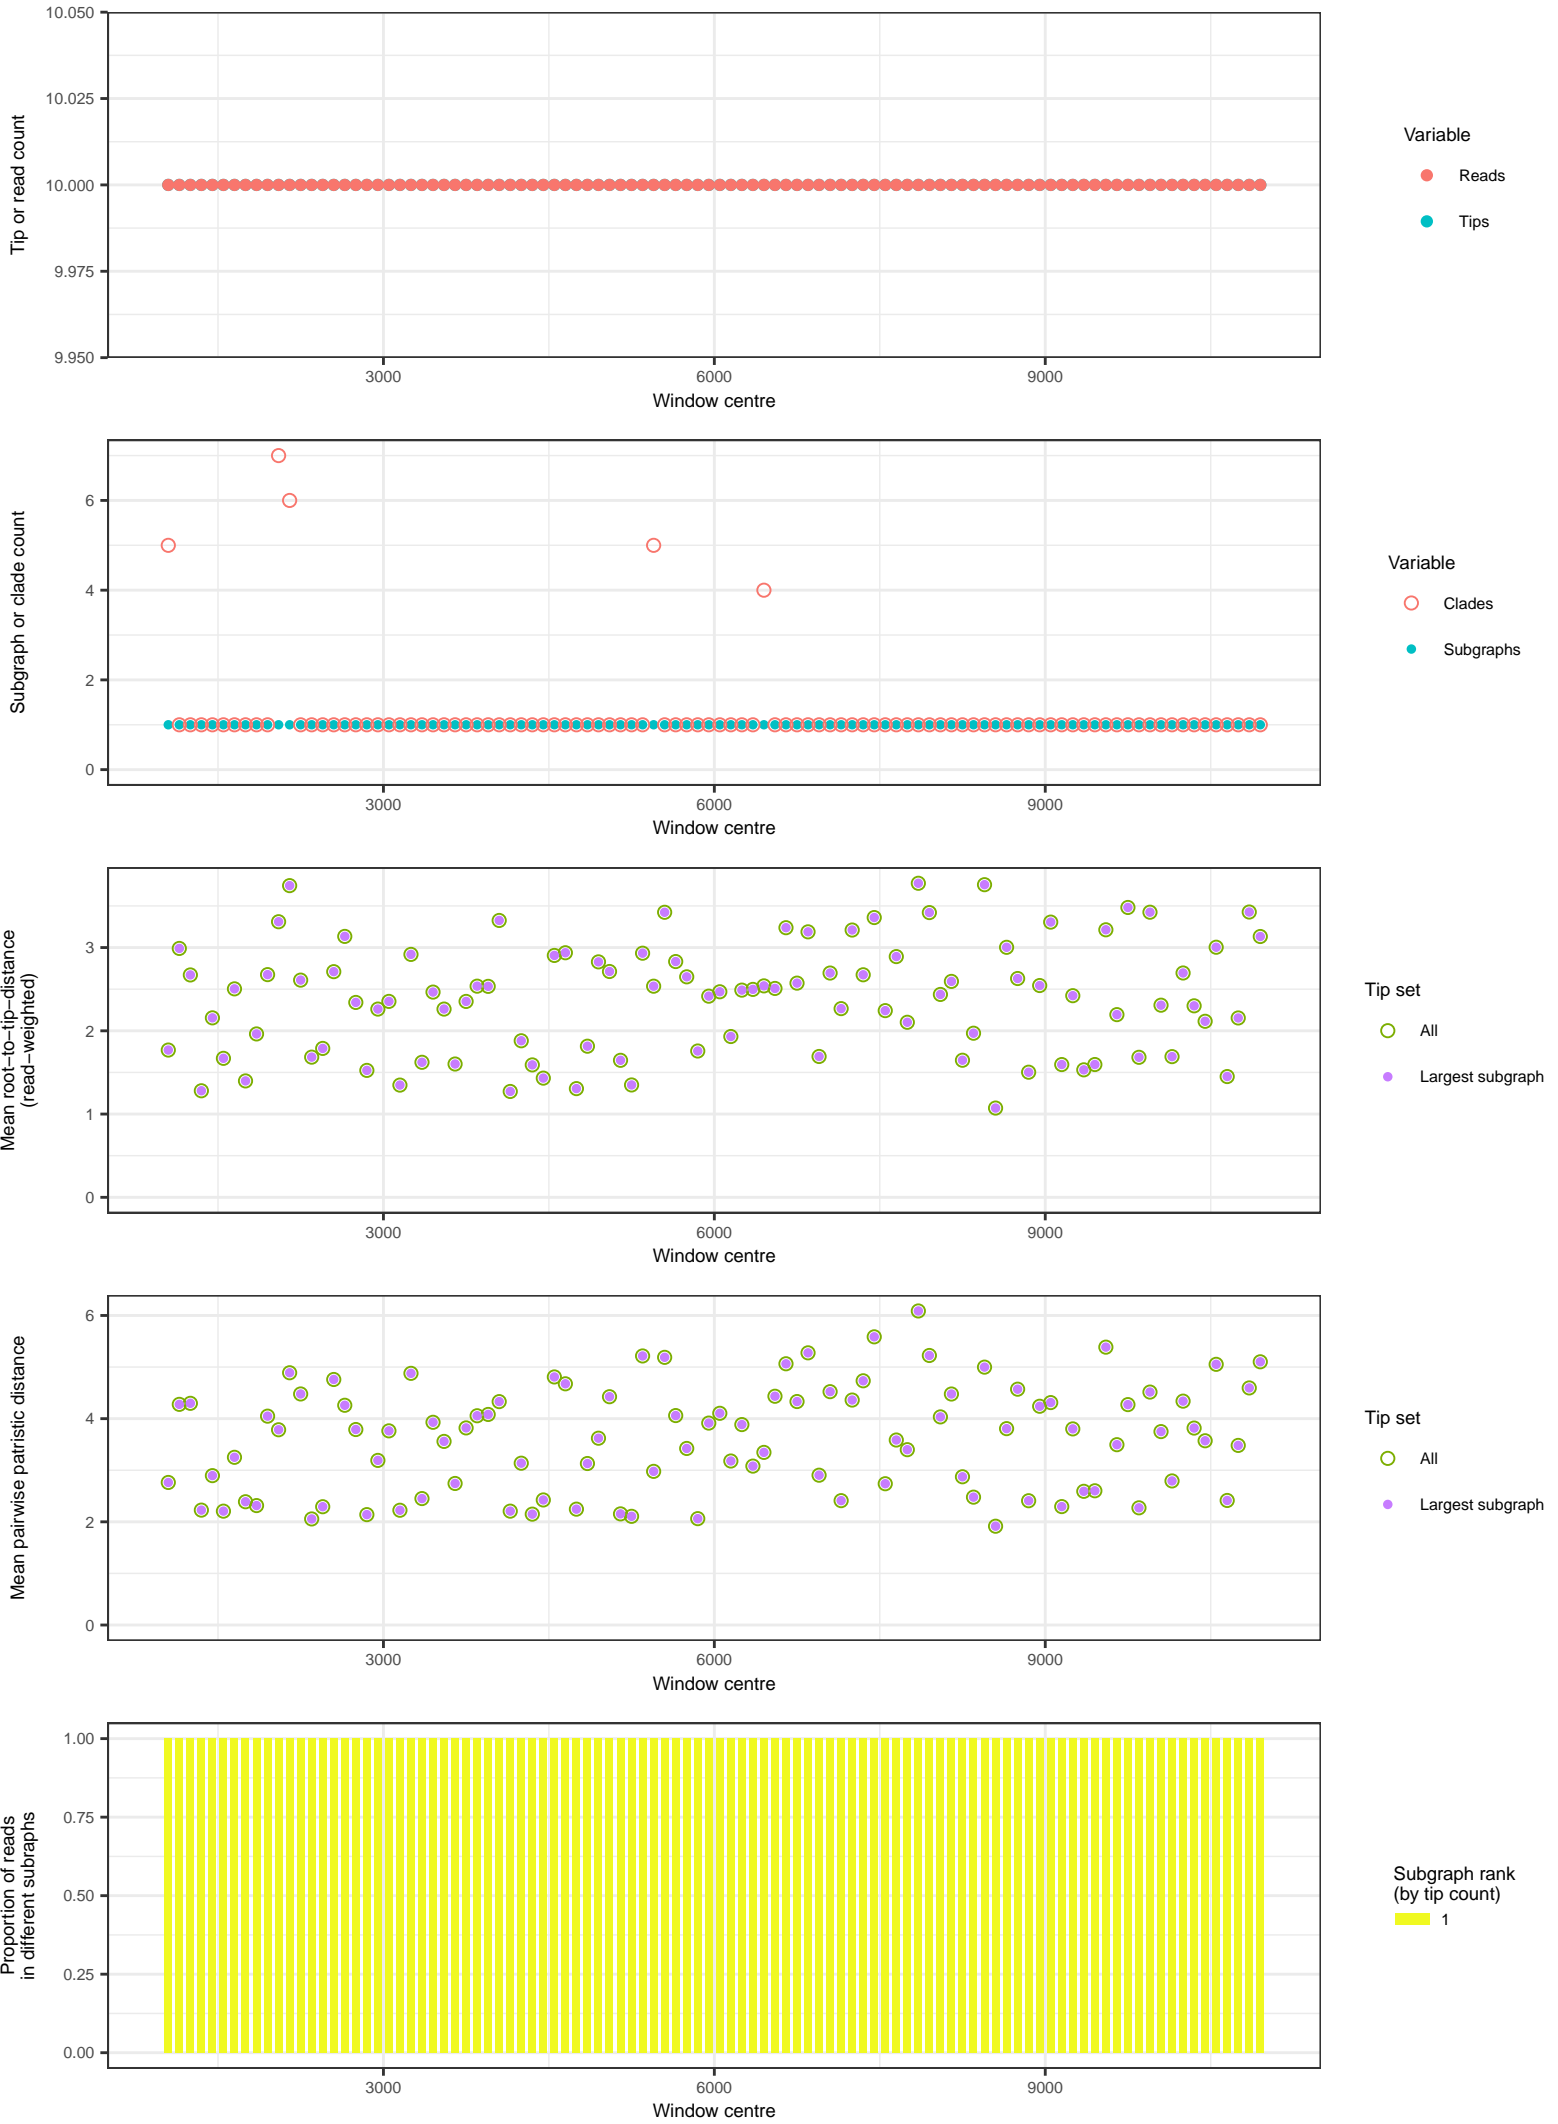 10.050
10.025
10.000
9.975
9.950
Tip or read count
3000
6000
9000
Window centre
Variable
Reads
Tips
6
4
2
0
Subgraph or clade count
3000
6000
9000
Window centre
Variable
Clades
Subgraphs
3
2
1
0
Mean root−to−tip−distance
(read−weighted)
3000
6000
9000
Window centre
Tip set
All
Largest subgraph
6
4
2
0
Mean pairwise patristic distance
3000
6000
9000
Window centre
Tip set
All
Largest subgraph
1.00
0.75
0.50
0.25
0.00
Proportion of reads
in different subraphs
3000
6000
9000
Window centre
Subgraph rank
(by tip count)
1